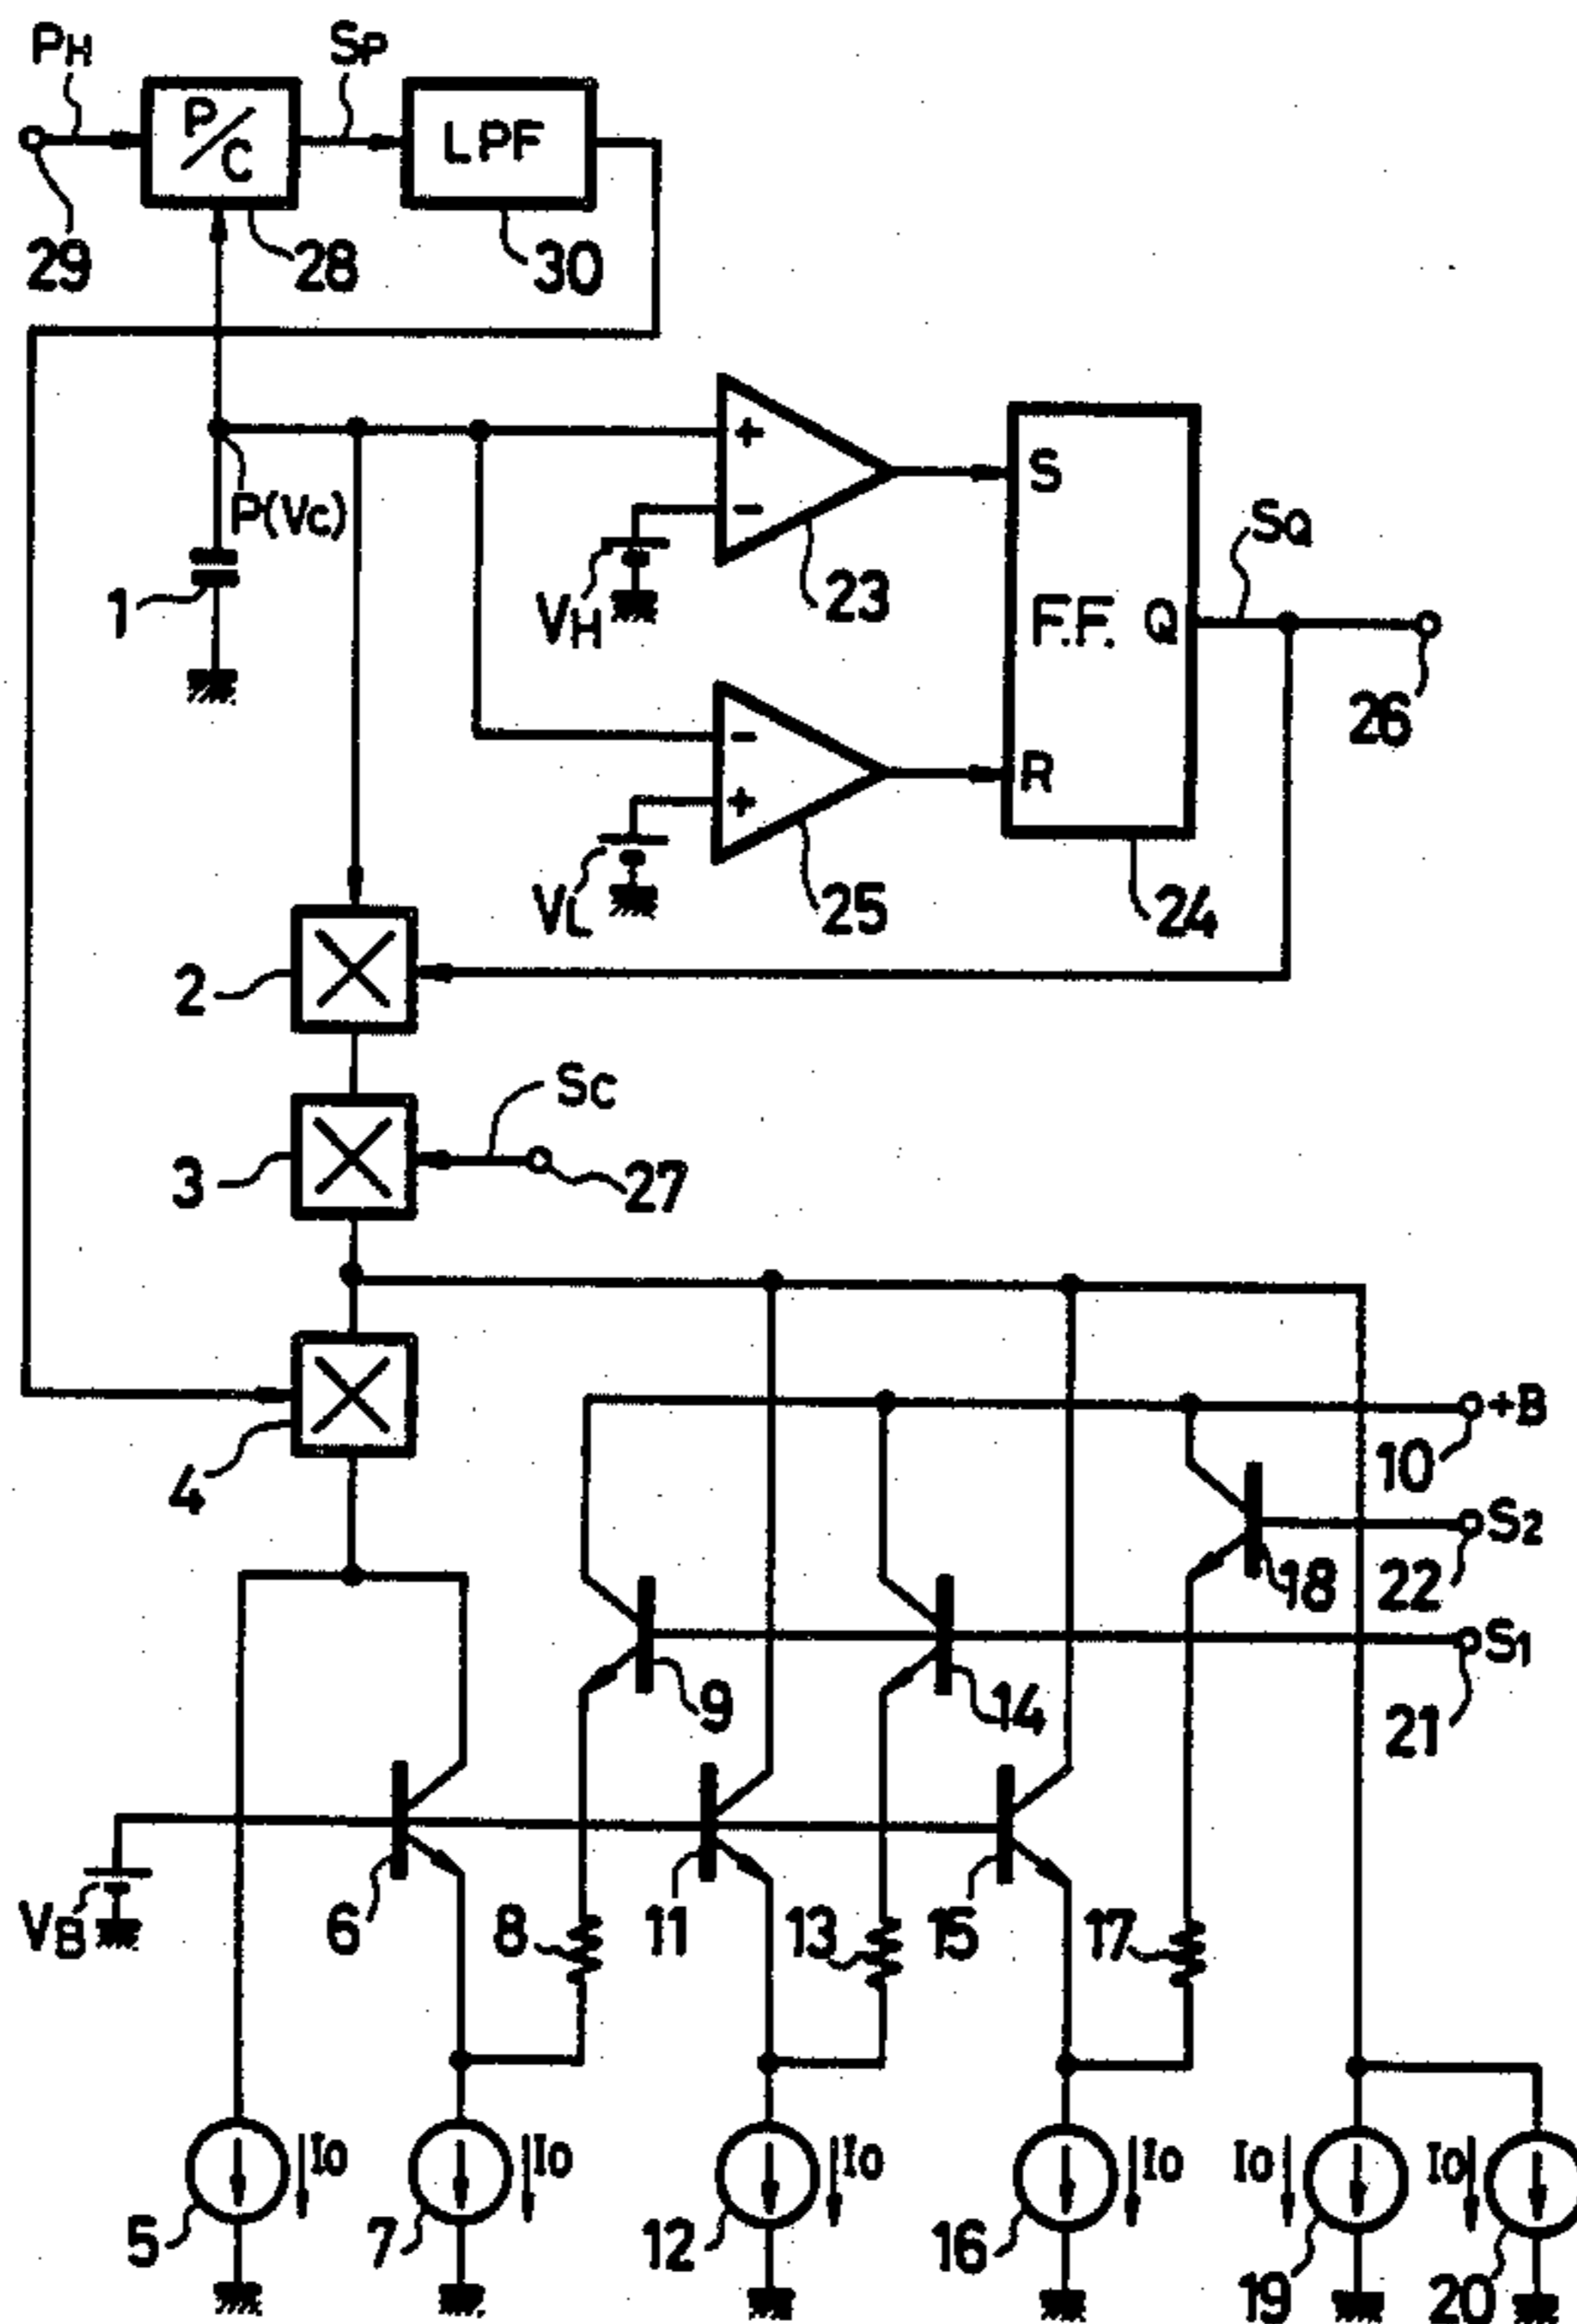 PH SP
P/C LPF
29 28 30
P(Vc)
1
+
-
VH
23
S
F.F. Q
SQ
26
-
+
VL
25
R
24
2
SC
3
27
4
+B
10
S2
22
18
S1
21
9
14
VB
6
8
11
13
15
17
I0 I0 I0 I0 I0 I0
5 7 12 16 19 20